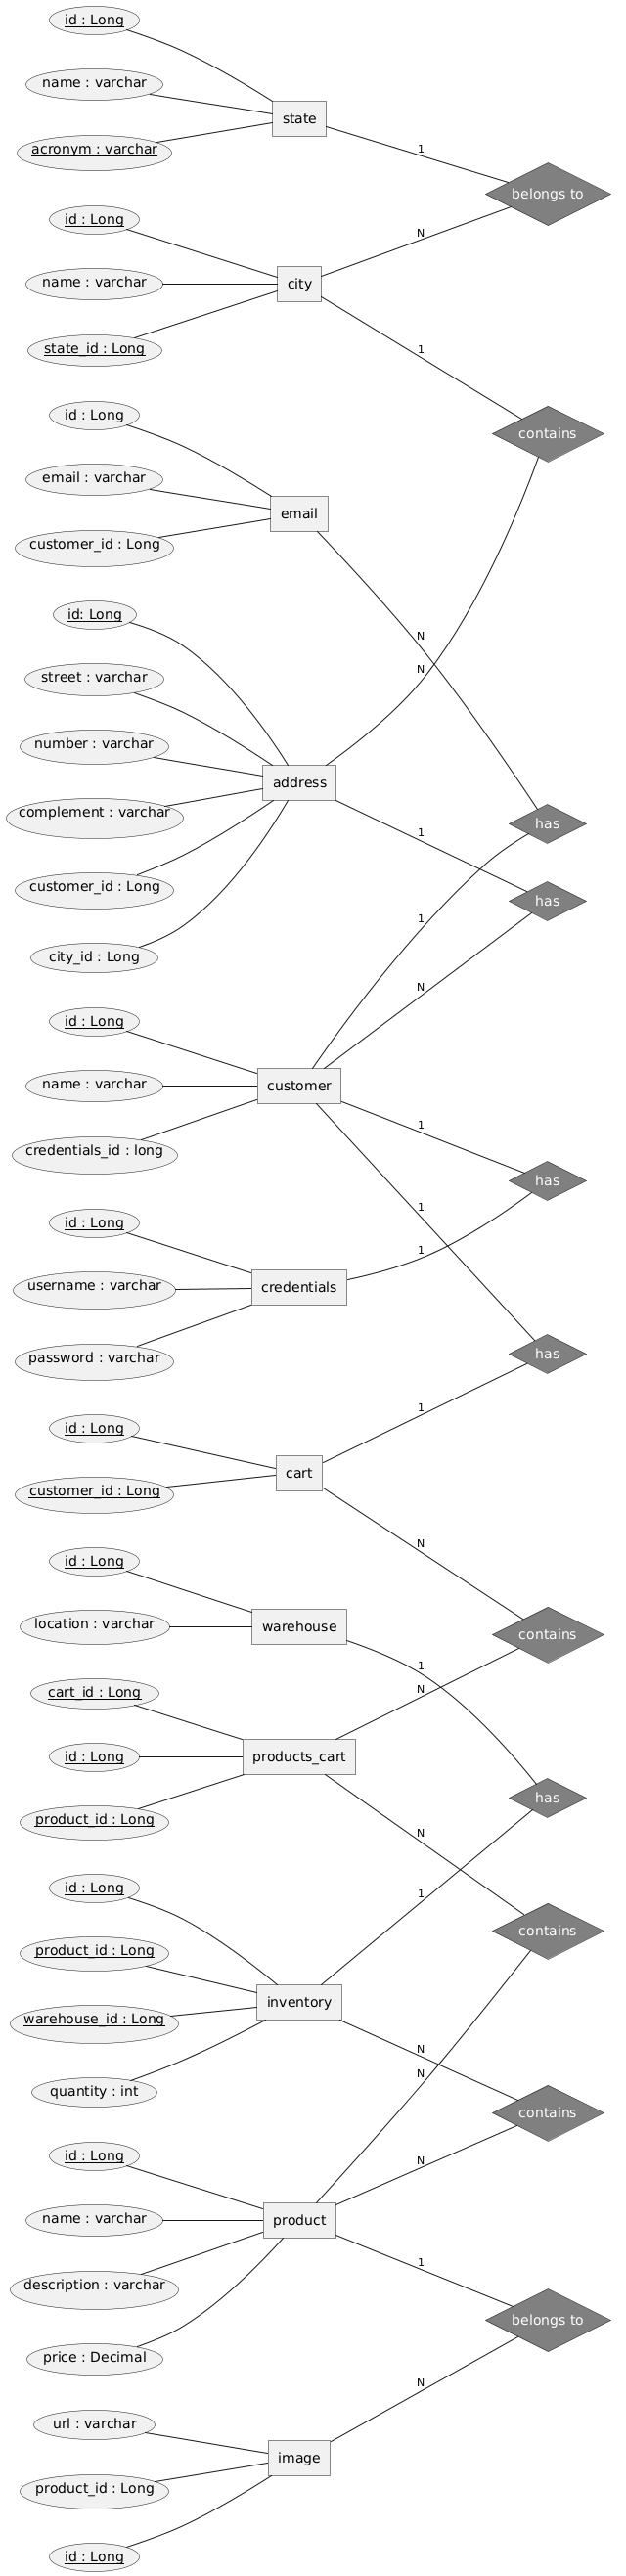 id : Long
name : varchar
state
acronym : varchar
1
belongs to
id : Long
N
name : varchar
city
state_id : Long
1
id : Long
contains
email : varchar
email
customer_id : Long
id: Long
N
street : varchar
N
number : varchar
address
complement : varchar
has
1
customer_id : Long
has
1
city_id : Long
N
id : Long
name : varchar
customer
1
credentials_id : long
has
1
id : Long
1
username : varchar
credentials
password : varchar
has
1
id : Long
cart
customer_id : Long
N
id : Long
location : varchar
warehouse
contains
1
cart_id : Long
N
id : Long
products_cart
has
product_id : Long
N
id : Long
1
contains
product_id : Long
inventory
warehouse_id : Long
N
N
quantity : int
contains
id : Long
N
name : varchar
product
1
description : varchar
belongs to
price : Decimal
N
url : varchar
image
product_id : Long
id : Long